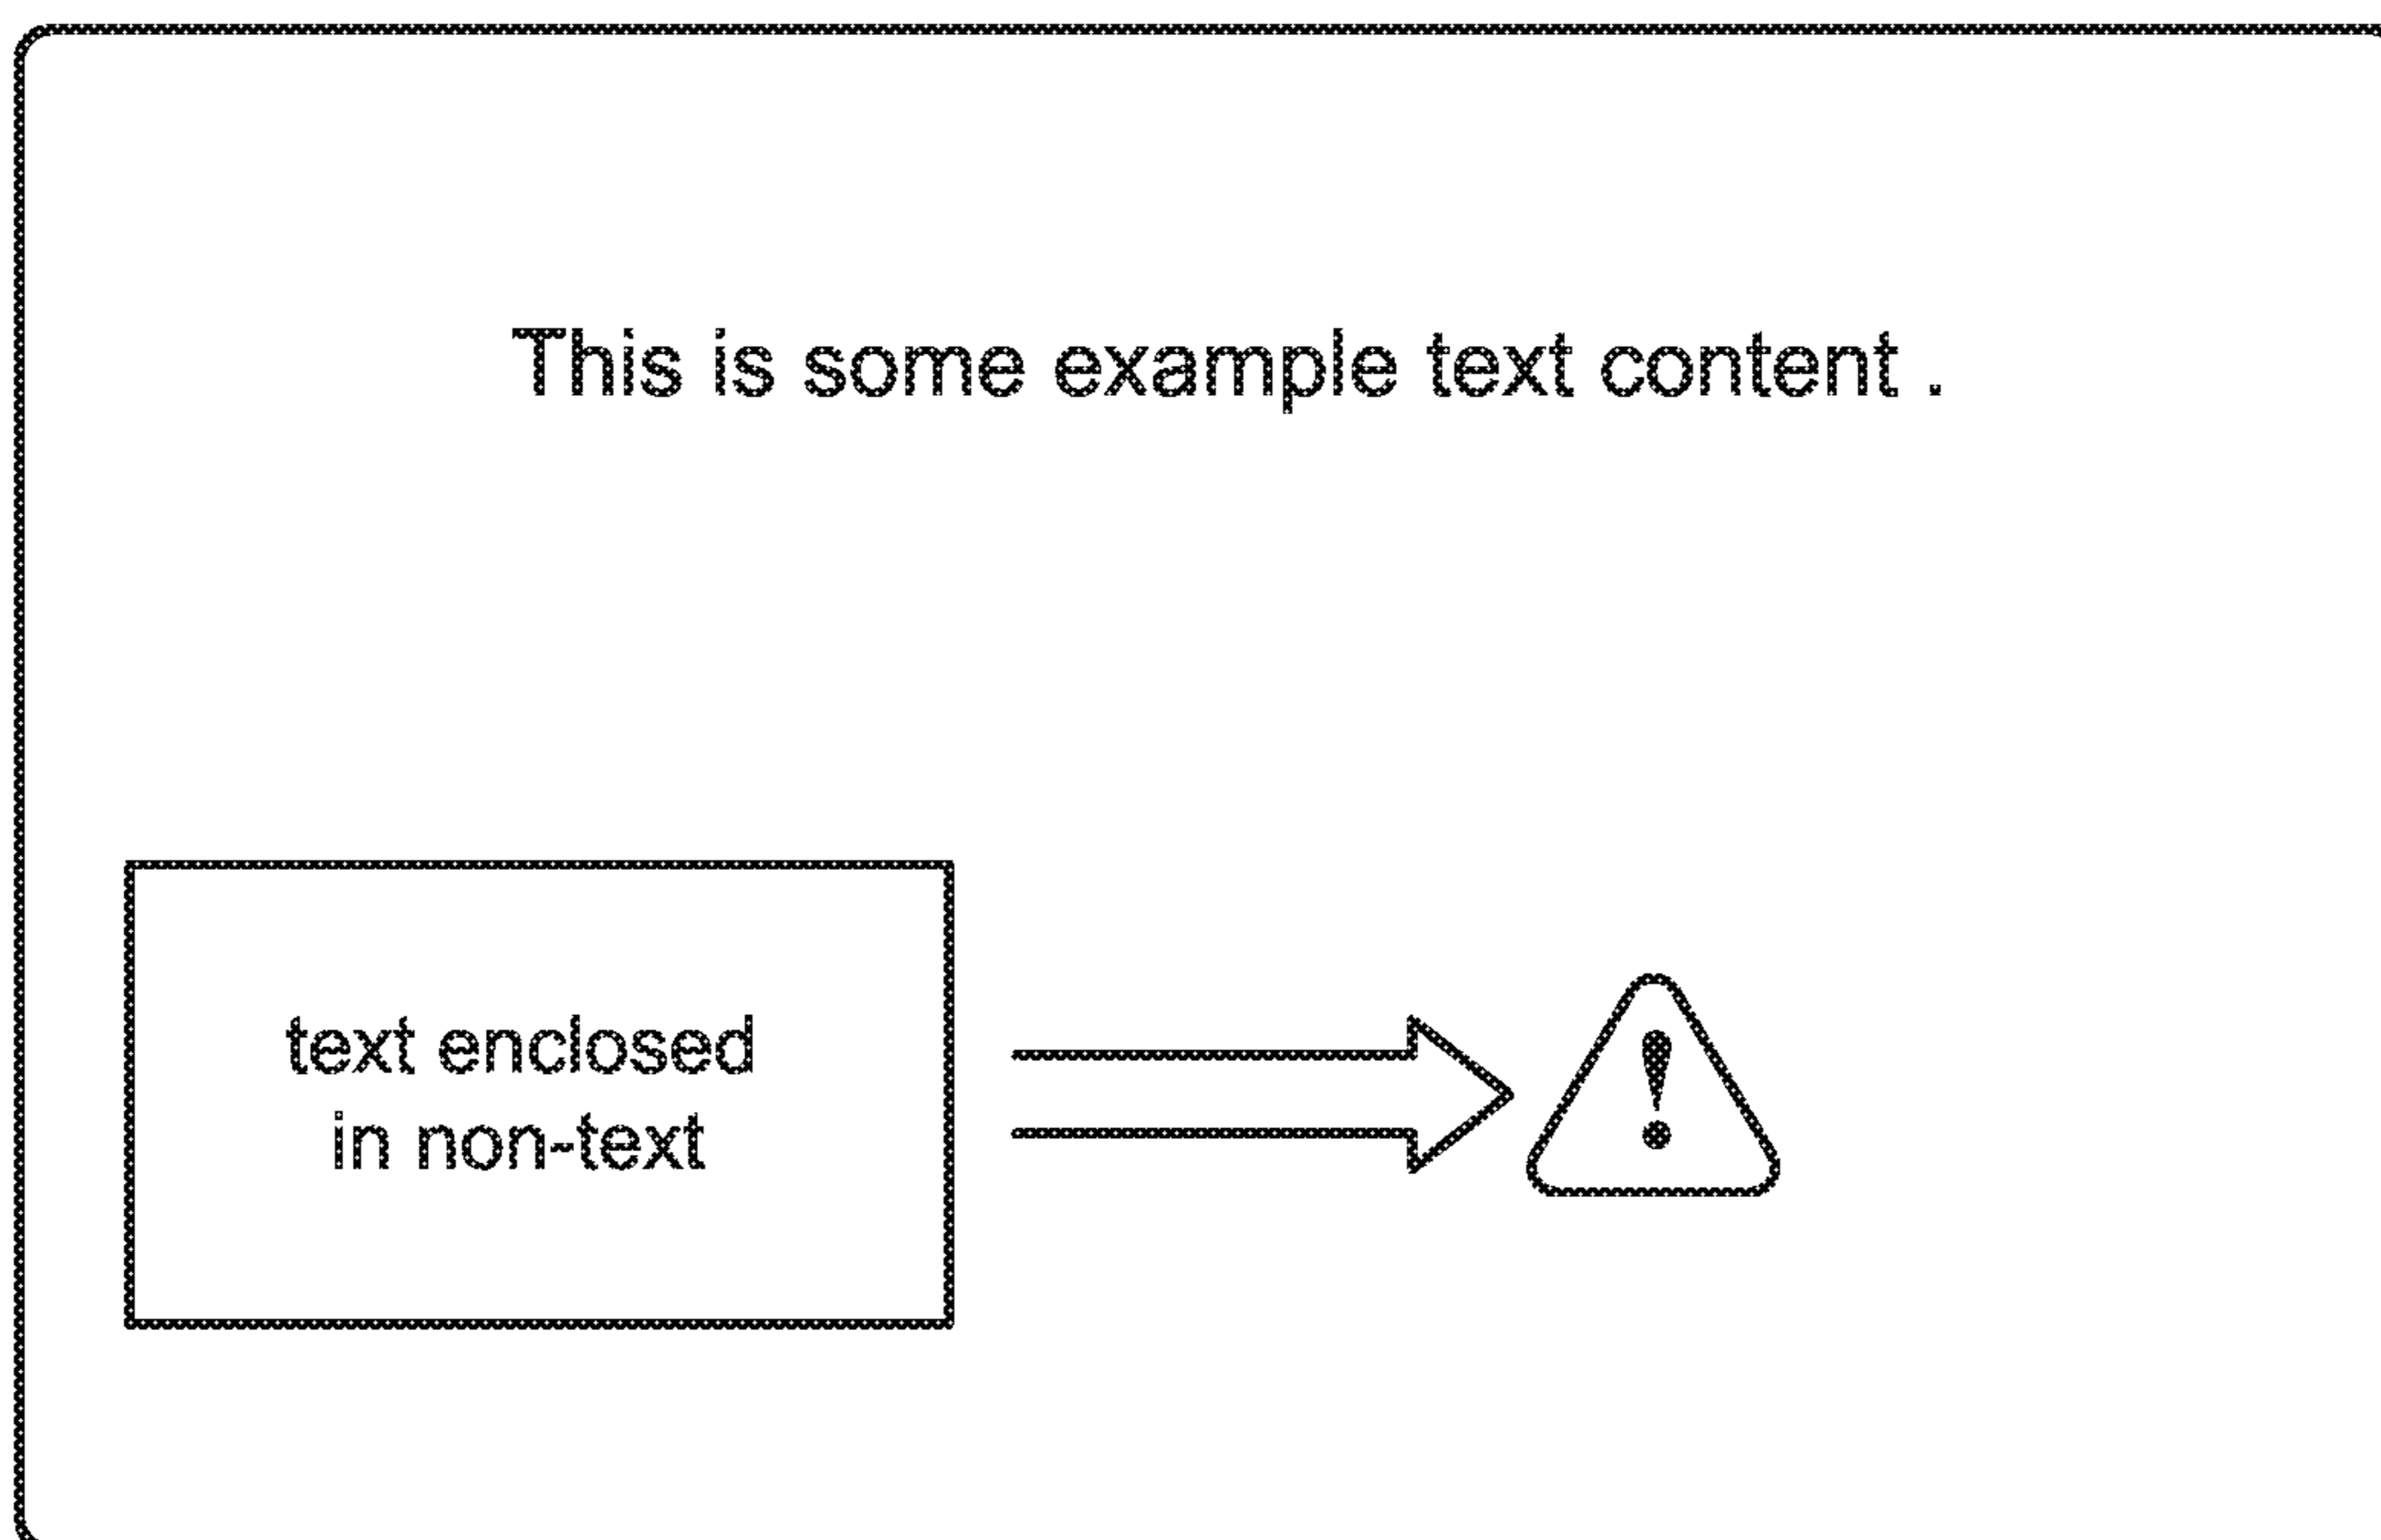 This is some example text content .
text enclosed
in non-text
!